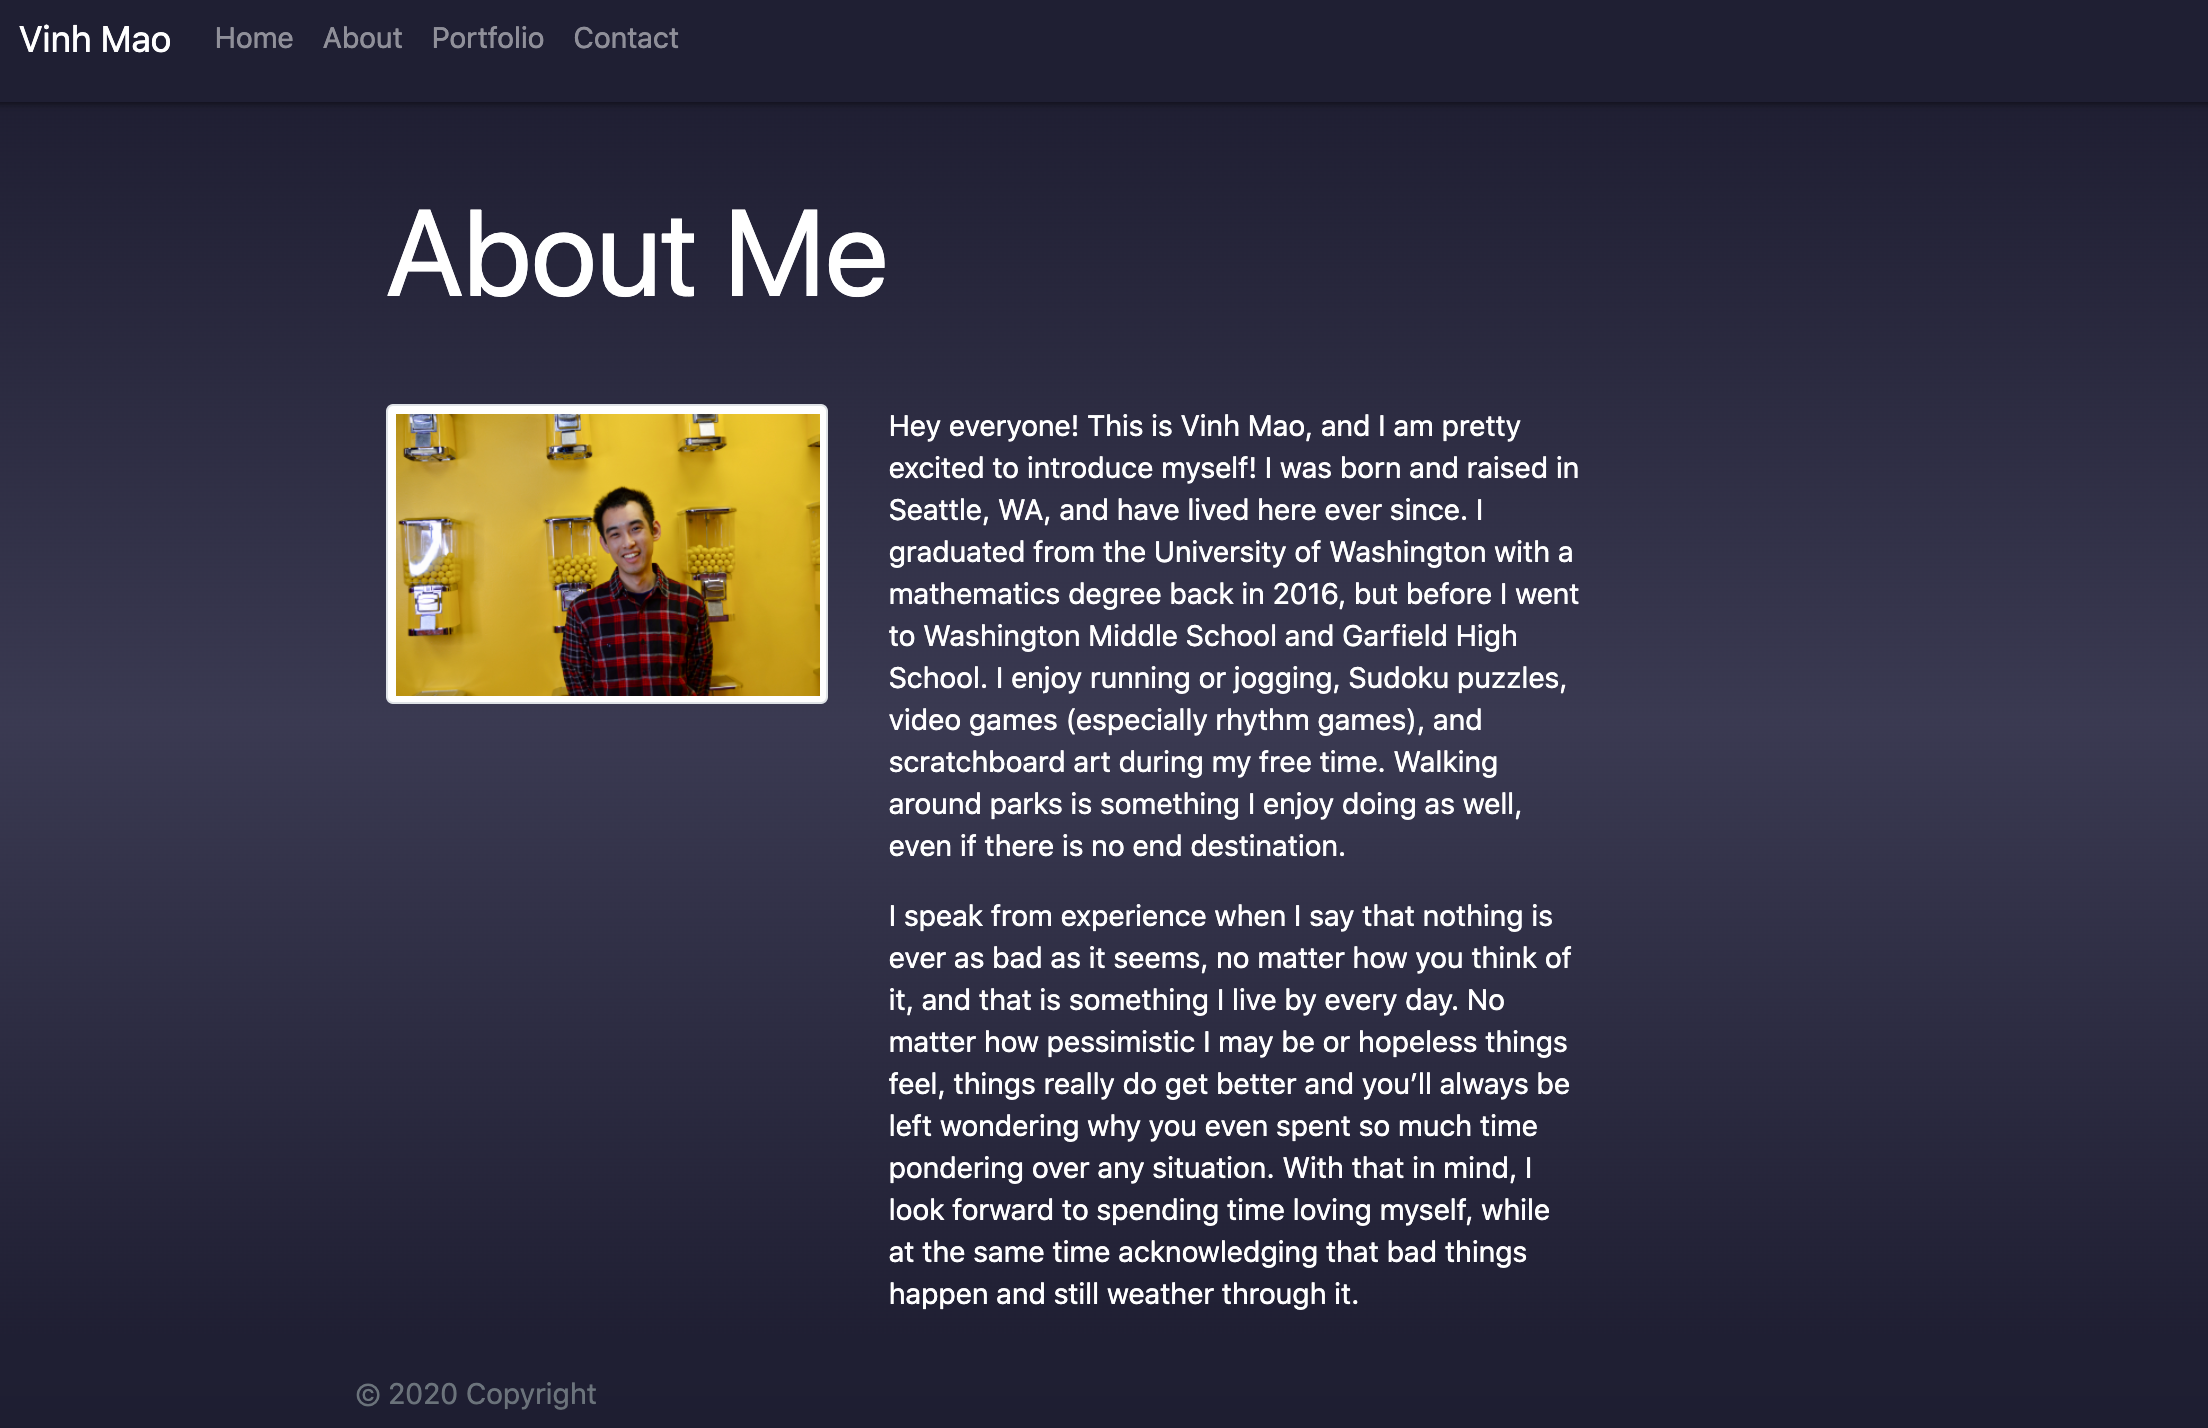 Vinh Mao Home About Portfolio Contact
About Me
Hey everyone! This is Vinh Mao, and I am pretty
excited to introduce myself! I was born and raised in
Seattle, WA, and have lived here ever since. I
graduated from the University of Washington with a
mathematics degree back in 2016, but before I went
to Washington Middle School and Garfield High
School. I enjoy running or jogging, Sudoku puzzles,
video games (especially rhythm games), and
scratchboard art during my free time. Walking
around parks is something I enjoy doing as well,
even if there is no end destination.
I speak from experience when I say that nothing is
ever as bad as it seems, no matter how you think of
it, and that is something I live by every day. No
matter how pessimistic I may be or hopeless things
feel, things really do get better and you’ll always be
left wondering why you even spent so much time
pondering over any situation. With that in mind, I
look forward to spending time loving myself, while
at the same time acknowledging that bad things
happen and still weather through it.
© 2020 Copyright